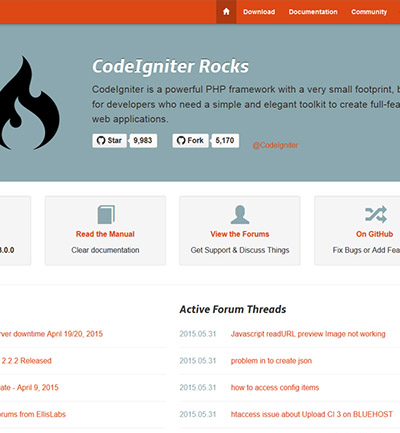 Download Documentation Community
CodeIgniter Rocks
CodeIgniter is a powerful PHP framework with a very small footprint, b
for developers who need a simple and elegant toolkit to create full-fea
web applications.
Star 9,983 Fork 5,170 @CodeIgniter
Read the Manual View the Forums On GitHub
.0.0 Clear documentation Get Support & Discuss Things Fix Bugs or Add Fea
Active Forum Threads
rver downtime April 19/20, 2015 2015.05.31 Javascript readURL preview Image not working
2.2.2 Released 2015.05.31 problem in to create json
ate - April 9, 2015 2015.05.31 how to access config items
orums from EllisLabs 2015.05.31 htaccess issue about Upload CI 3 on BLUEHOST